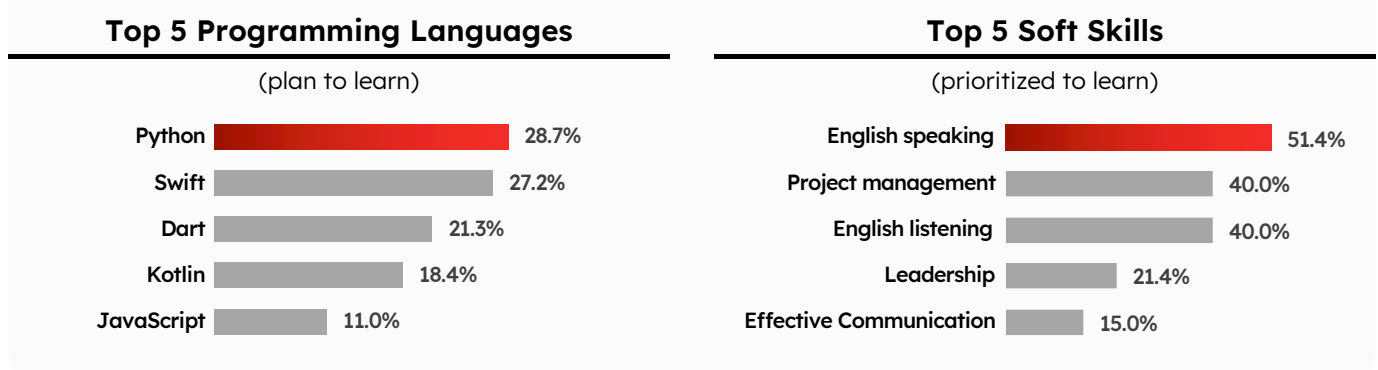 Top 5 Programming Languages
(plan to learn)
Python 28.7%
Swift 27.2%
Dart 21.3%
Kotlin 18.4%
JavaScript 11.0%
Top 5 Soft Skills
(prioritized to learn)
English speaking 51.4%
Project management 40.0%
English listening 40.0%
Leadership 21.4%
Effective Communication 15.0%